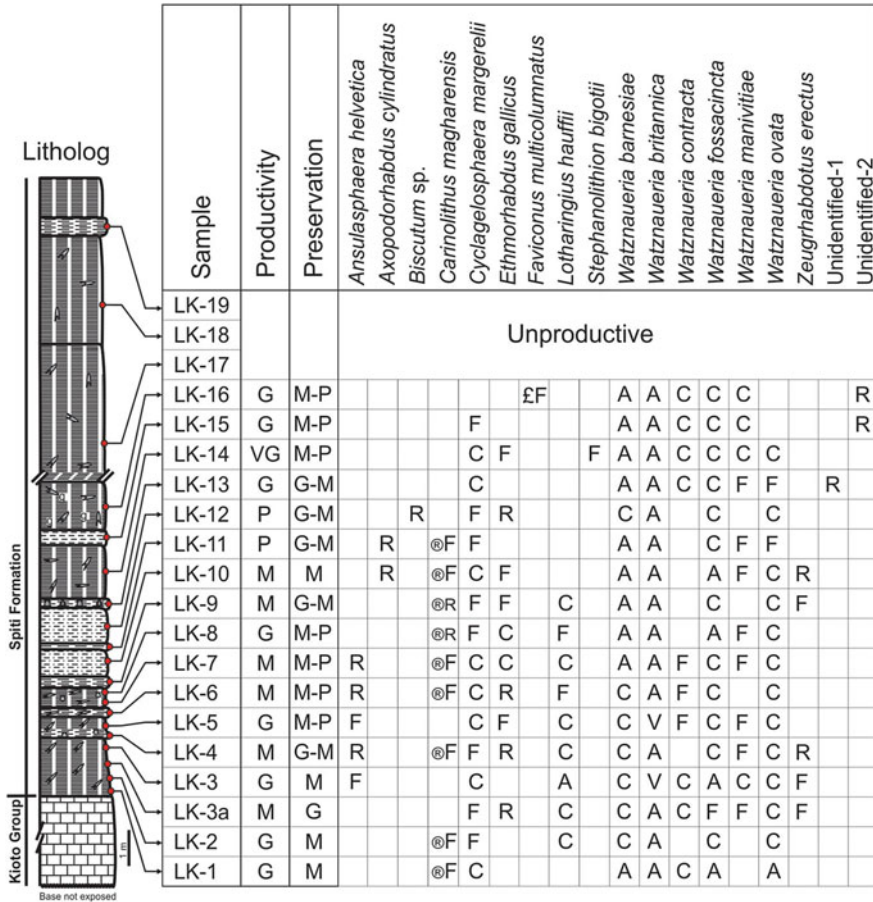 Litholog
Spiti Formation
Kioto Group
1 m
Base not exposed
Sample Productivity Preservation Ansulasphaera helvetica Axopodorhabdus cylindratus Biscutum sp. Carinolithus magharensis Cyclagelosphaera margerelii Ethmorhabdus gallicus Faviconus multicolumnatus Lotharingius hauffii Stephanolithion bigotii Watznaueria barnesiae Watznaueria britannica Watznaueria contracta Watznaueria fossacincta Watznaueria manivitiae Watznaueria ovata Zeugrhabdotus erectus Unidentified-1 Unidentified-2
LK-19
LK-18 Unproductive
LK-17
LK-16 G M-P £F A A C C C R
LK-15 G M-P F A A C C C R
LK-14 VG M-P C F F A A C C C C
LK-13 G G-M C A A C C F F R
LK-12 P G-M R F R C A C C
LK-11 P G-M R ®F F A A C F F
LK-10 M M R ®F C F A A A F C R
LK-9 M G-M ®R F F C A A C C F
LK-8 G M-P ®R F C F A A A F C
LK-7 M M-P R ®F C C C A A F C F C
LK-6 M M-P R ®F C R F C A F C C
LK-5 G M-P F C F C C V F C F C
LK-4 M G-M R ®F F R C C A C F C R
LK-3 G M F C A C V C A C C F
LK-3a M G F R C C A C F F C F
LK-2 G M ®F F C C A C C
LK-1 G M ®F C A A C A A